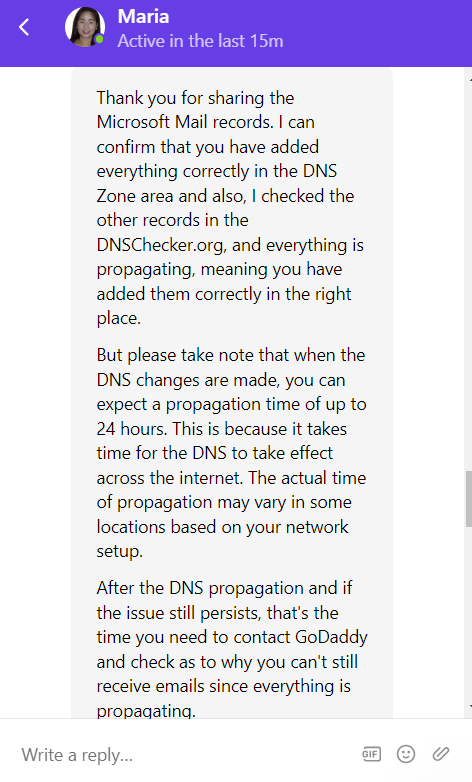 Maria
Active in the last 15m
Thank you for sharing the
Microsoft Mail records. I can
confirm that you have added
everything correctly in the DNS
Zone area and also, I checked the
other records in the
DNSChecker.org, and everything is
propagating, meaning you have
added them correctly in the right
place.
But please take note that when the
DNS changes are made, you can
expect a propagation time of up to
24 hours. This is because it takes
time for the DNS to take effect
across the internet. The actual time
of propagation may vary in some
locations based on your network
setup.
After the DNS propagation and if
the issue still persists, that's the
time you need to contact GoDaddy
and check as to why you can't still
receive emails since everything is
propagating.
Write a reply...
GIF